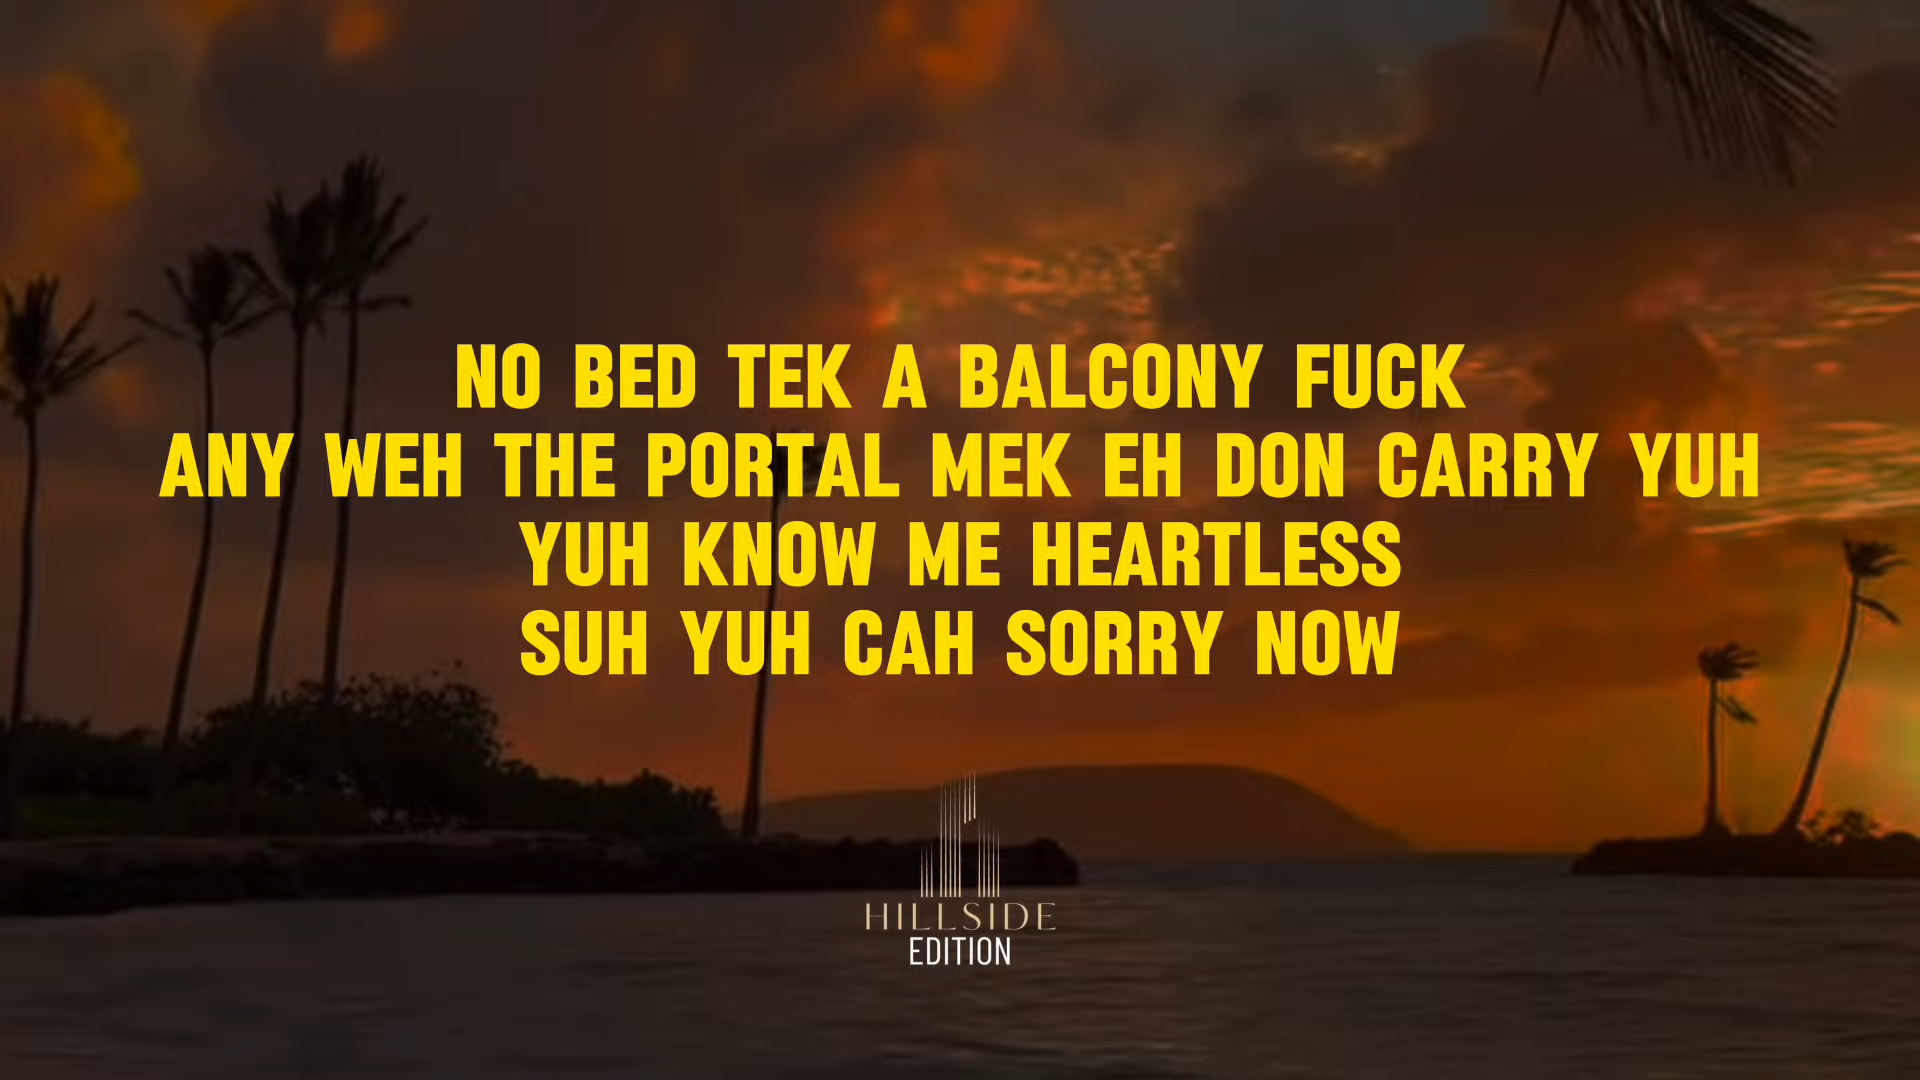 NO BED TEK A BALCONY FUCK
ANY WEH THE PORTAL MEK EH DON CARRY YUH
YUH KNOW ME HEARTLESS
SUH YUH CAH SORRY NOW
HILLSIDE
EDITION